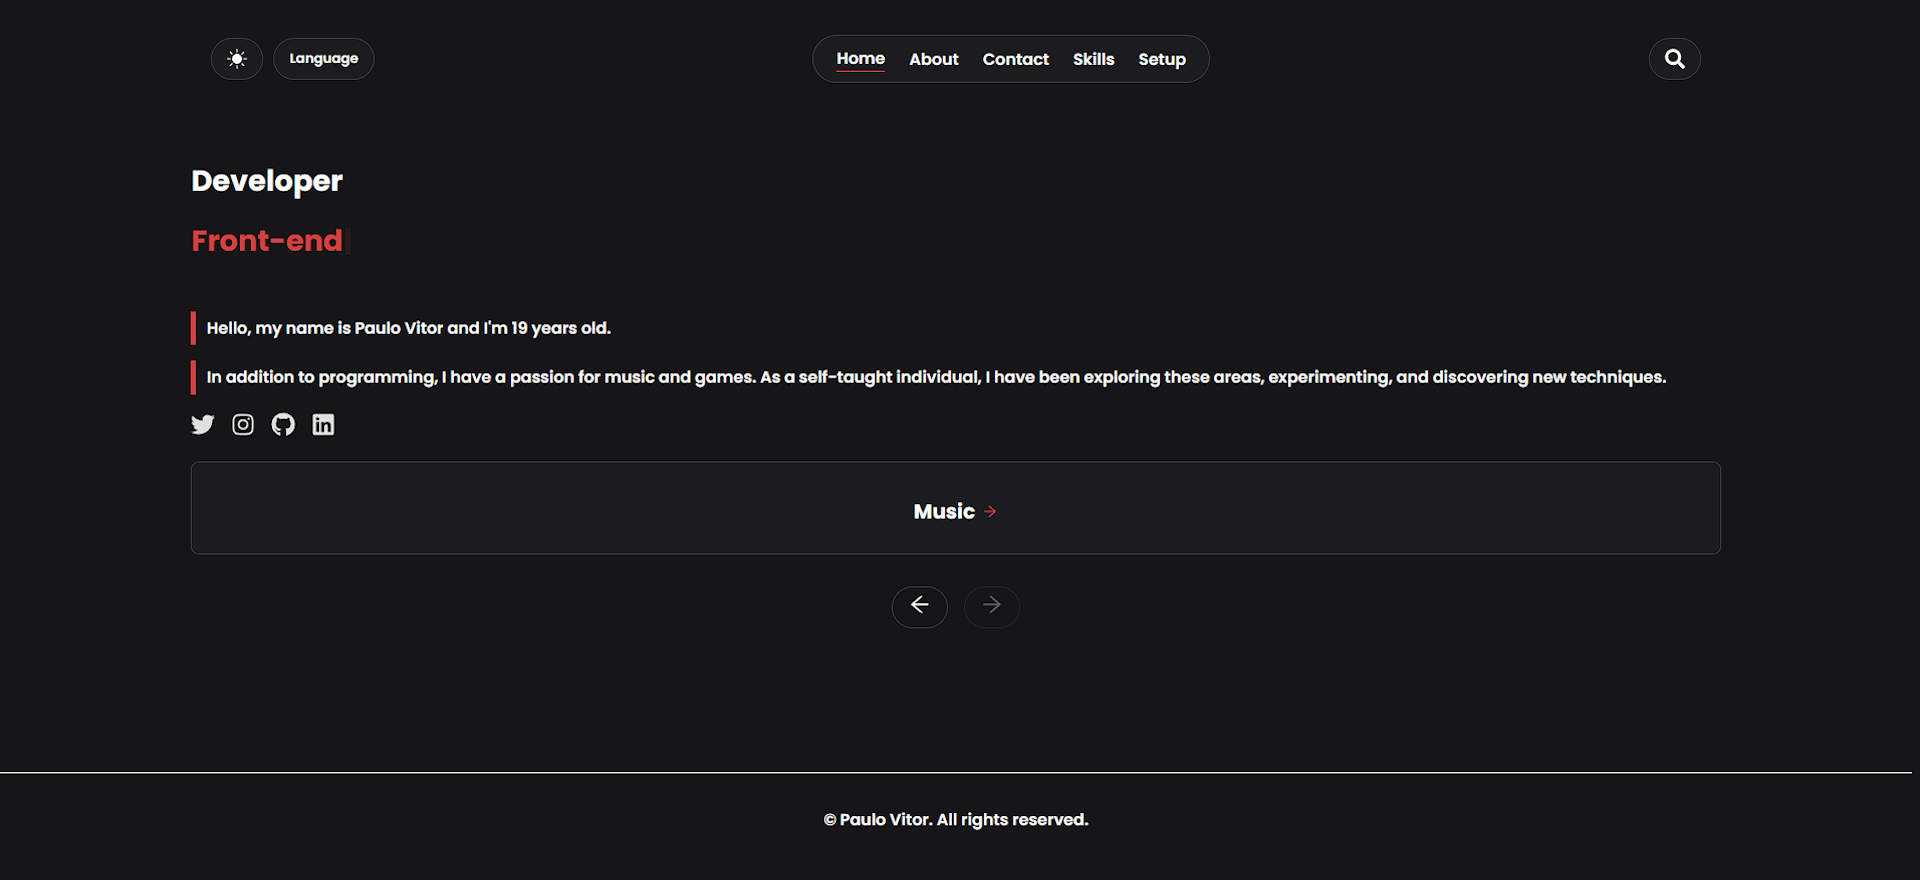 Language
Home About Contact Skills Setup
Developer
Front-end
Hello, my name is Paulo Vitor and I'm 19 years old.
In addition to programming, I have a passion for music and games. As a self-taught individual, I have been exploring these areas, experimenting, and discovering new techniques.
in
Music
© Paulo Vitor. All rights reserved.